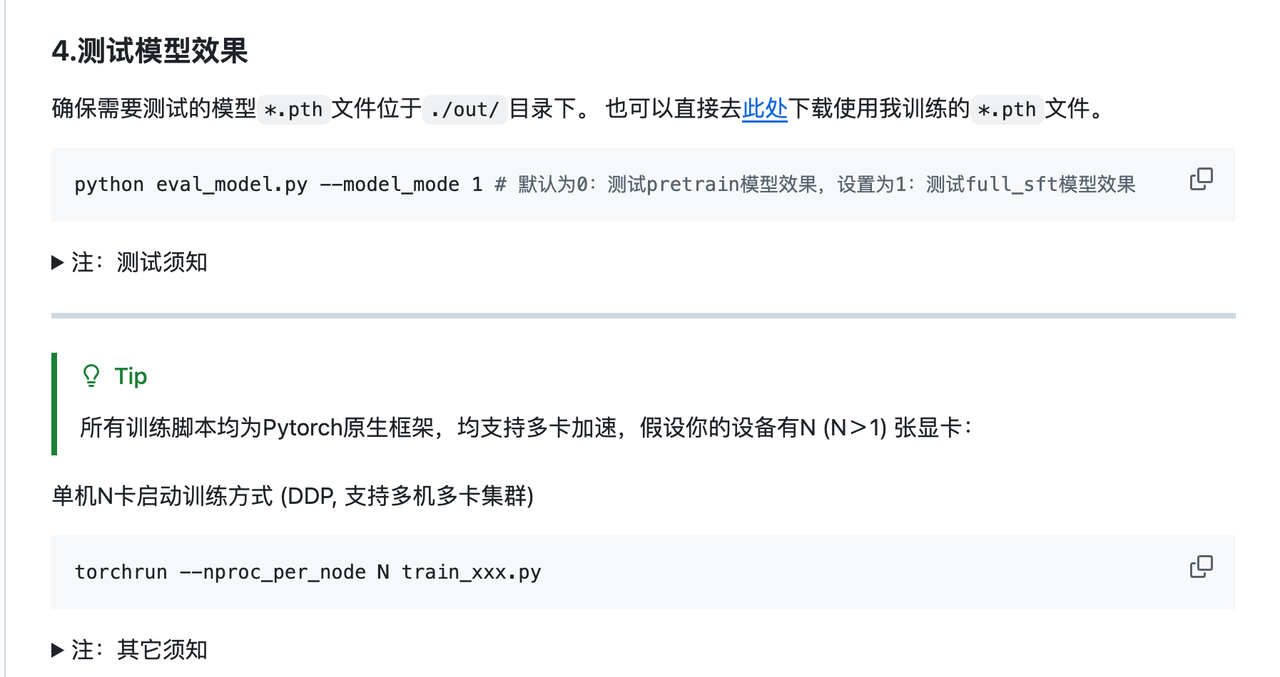 4.测试模型效果
确保需要测试的模型 *.pth 文件位于 ./out/ 目录下。 也可以直接去此处下载使用我训练的 *.pth 文件。
python eval_model.py --model_mode 1 # 默认为0：测试pretrain模型效果，设置为1：测试full_sft模型效果
▶ 注：测试须知
Tip
所有训练脚本均为Pytorch原生框架，均支持多卡加速，假设你的设备有N (N＞1) 张显卡：
单机N卡启动训练方式 (DDP, 支持多机多卡集群)
torchrun --nproc_per_node N train_xxx.py
▶ 注：其它须知